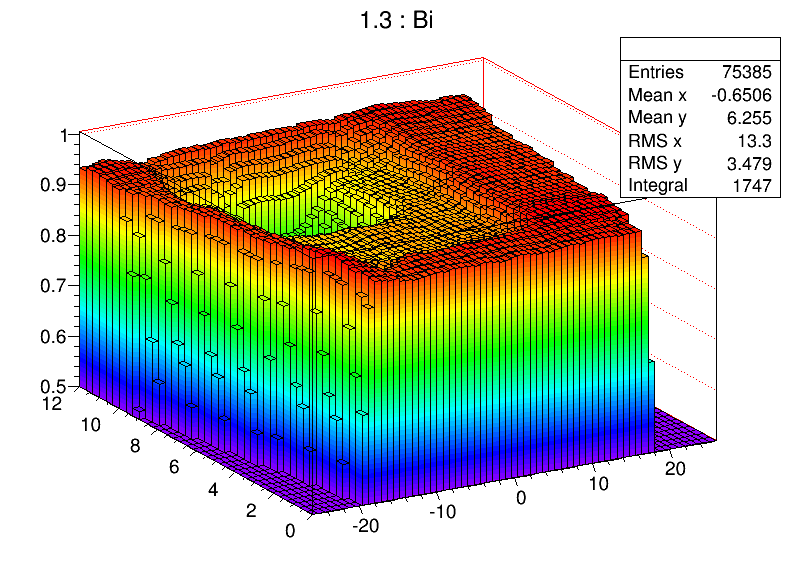 1.3 : Bi
Entries 75385
Mean x -0.6506
Mean y 6.255
RMS x 13.3
RMS y 3.479
Integral 1747
1
0.9
0.8
0.7
0.6
0.5
12
10
8
6
4
2
0
-20
-10
0
10
20